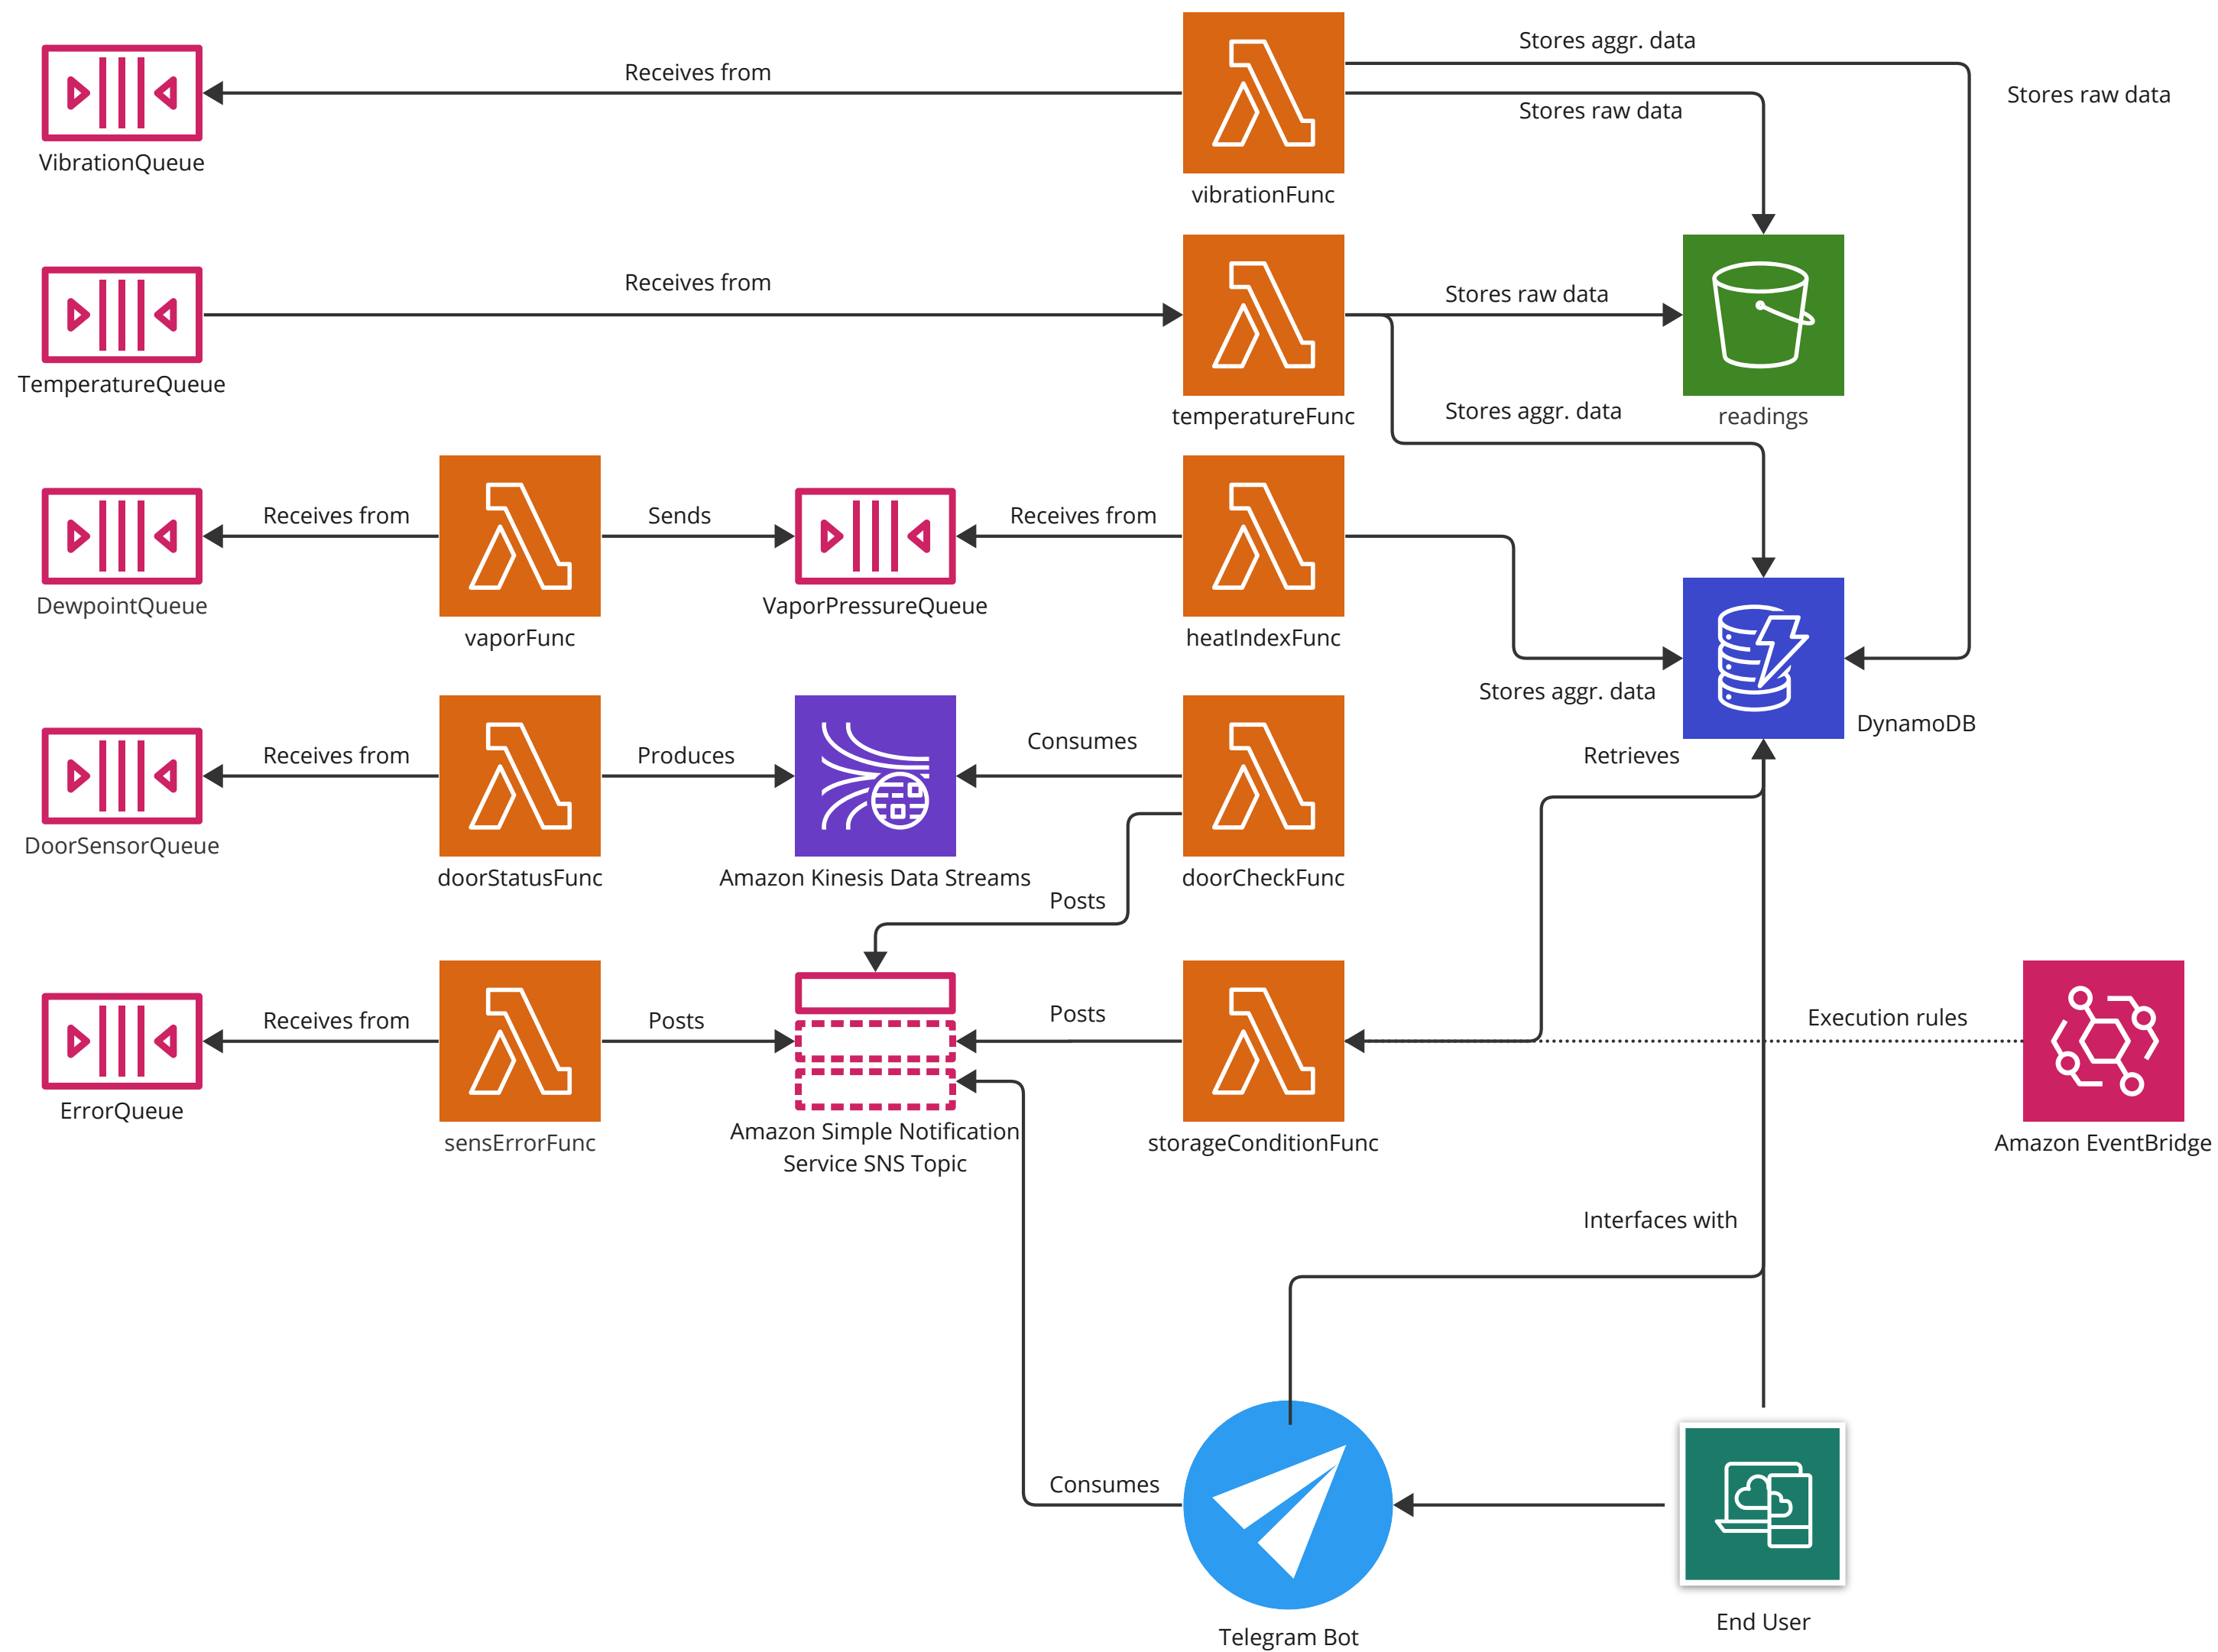 Stores aggr. data
Receives from
Stores raw data
Stores raw data
VibrationQueue
vibrationFunc
Receives from
Stores raw data
TemperatureQueue
temperatureFunc
readings
Stores aggr. data
Receives from
Sends
Receives from
DewpointQueue
vaporFunc
VaporPressureQueue
heatIndexFunc
Stores aggr. data
DynamoDB
Receives from
Produces
Consumes
Retrieves
DoorSensorQueue
doorStatusFunc
Amazon Kinesis Data Streams
doorCheckFunc
Posts
Receives from
Posts
Posts
Execution rules
ErrorQueue
sensErrorFunc
Amazon Simple Notification
Service SNS Topic
storageConditionFunc
Amazon EventBridge
Interfaces with
Consumes
Telegram Bot
End User